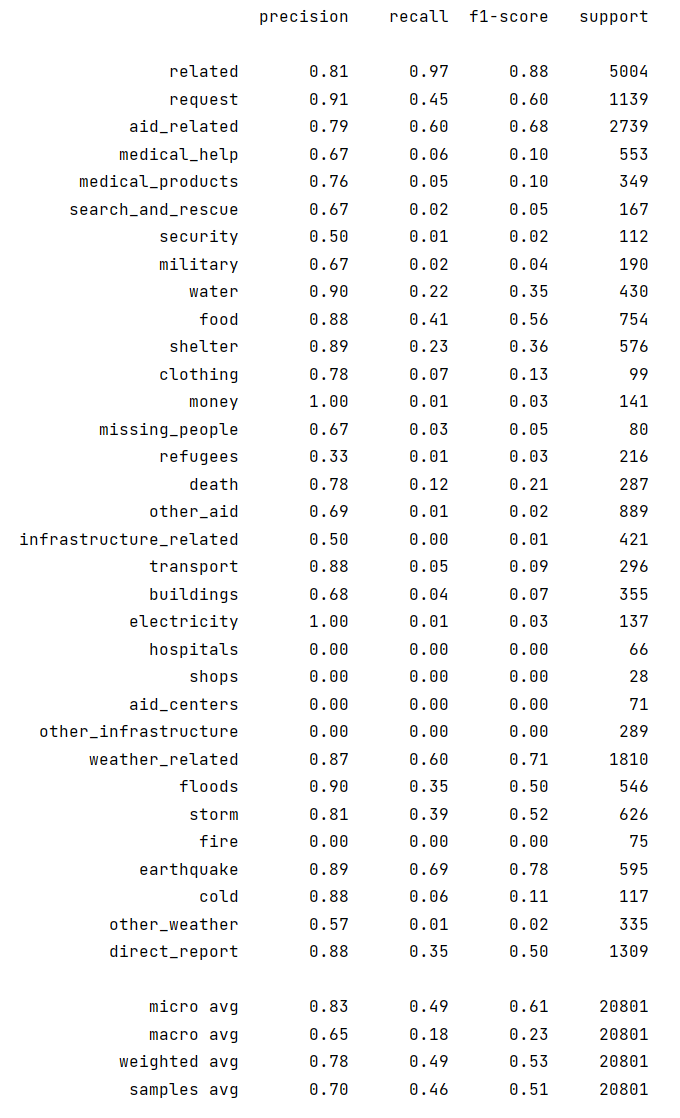 precision recall f1-score support
related 0.81 0.97 0.88 5004
request 0.91 0.45 0.60 1139
aid_related 0.79 0.60 0.68 2739
medical_help 0.67 0.06 0.10 553
medical_products 0.76 0.05 0.10 349
search_and_rescue 0.67 0.02 0.05 167
security 0.50 0.01 0.02 112
military 0.67 0.02 0.04 190
water 0.90 0.22 0.35 430
food 0.88 0.41 0.56 754
shelter 0.89 0.23 0.36 576
clothing 0.78 0.07 0.13 99
money 1.00 0.01 0.03 141
missing_people 0.67 0.03 0.05 80
refugees 0.33 0.01 0.03 216
death 0.78 0.12 0.21 287
other_aid 0.69 0.01 0.02 889
infrastructure_related 0.50 0.00 0.01 421
transport 0.88 0.05 0.09 296
buildings 0.68 0.04 0.07 355
electricity 1.00 0.01 0.03 137
hospitals 0.00 0.00 0.00 66
shops 0.00 0.00 0.00 28
aid_centers 0.00 0.00 0.00 71
other_infrastructure 0.00 0.00 0.00 289
weather_related 0.87 0.60 0.71 1810
floods 0.90 0.35 0.50 546
storm 0.81 0.39 0.52 626
fire 0.00 0.00 0.00 75
earthquake 0.89 0.69 0.78 595
cold 0.88 0.06 0.11 117
other_weather 0.57 0.01 0.02 335
direct_report 0.88 0.35 0.50 1309
micro avg 0.83 0.49 0.61 20801
macro avg 0.65 0.18 0.23 20801
weighted avg 0.78 0.49 0.53 20801
samples avg 0.70 0.46 0.51 20801